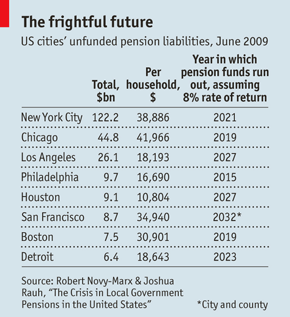 The frightful future
US cities' unfunded pension liabilities, June 2009
Total, $bn
Per household, $
Year in which pension funds run out, assuming 8% rate of return
New York City 122.2 38,886 2021
Chicago 44.8 41,966 2019
Los Angeles 26.1 18,193 2027
Philadelphia 9.7 16,690 2015
Houston 9.1 10,804 2027
San Francisco 8.7 34,940 2032*
Boston 7.5 30,901 2019
Detroit 6.4 18,643 2023
Source: Robert Novy-Marx & Joshua
Rauh, "The Crisis in Local Government
Pensions in the United States"
*City and county